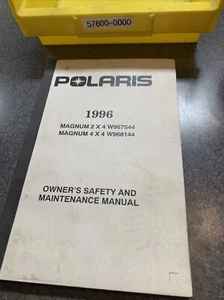 57600-0000
POLARIS
1996
MAGNUM 2 X 4 W967544
MAGNUM 4 X 4 W968144
OWNER'S SAFETY AND
MAINTENANCE MANUAL